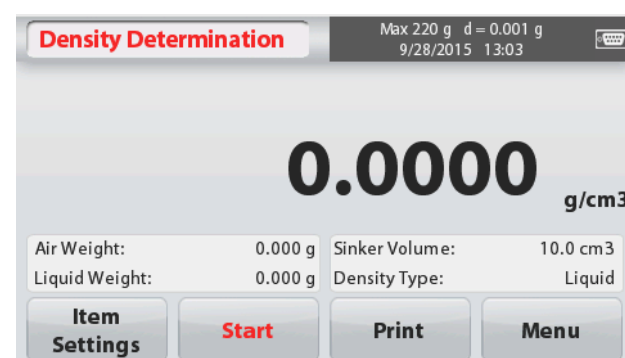 Density Determination
Max 220 g d = 0.001 g
9/28/2015 13:03
0.0000
g/cm3
Air Weight: 0.000 g Sinker Volume: 10.0 cm3
Liquid Weight: 0.000 g Density Type: Liquid
Item
Settings
Start
Print
Menu